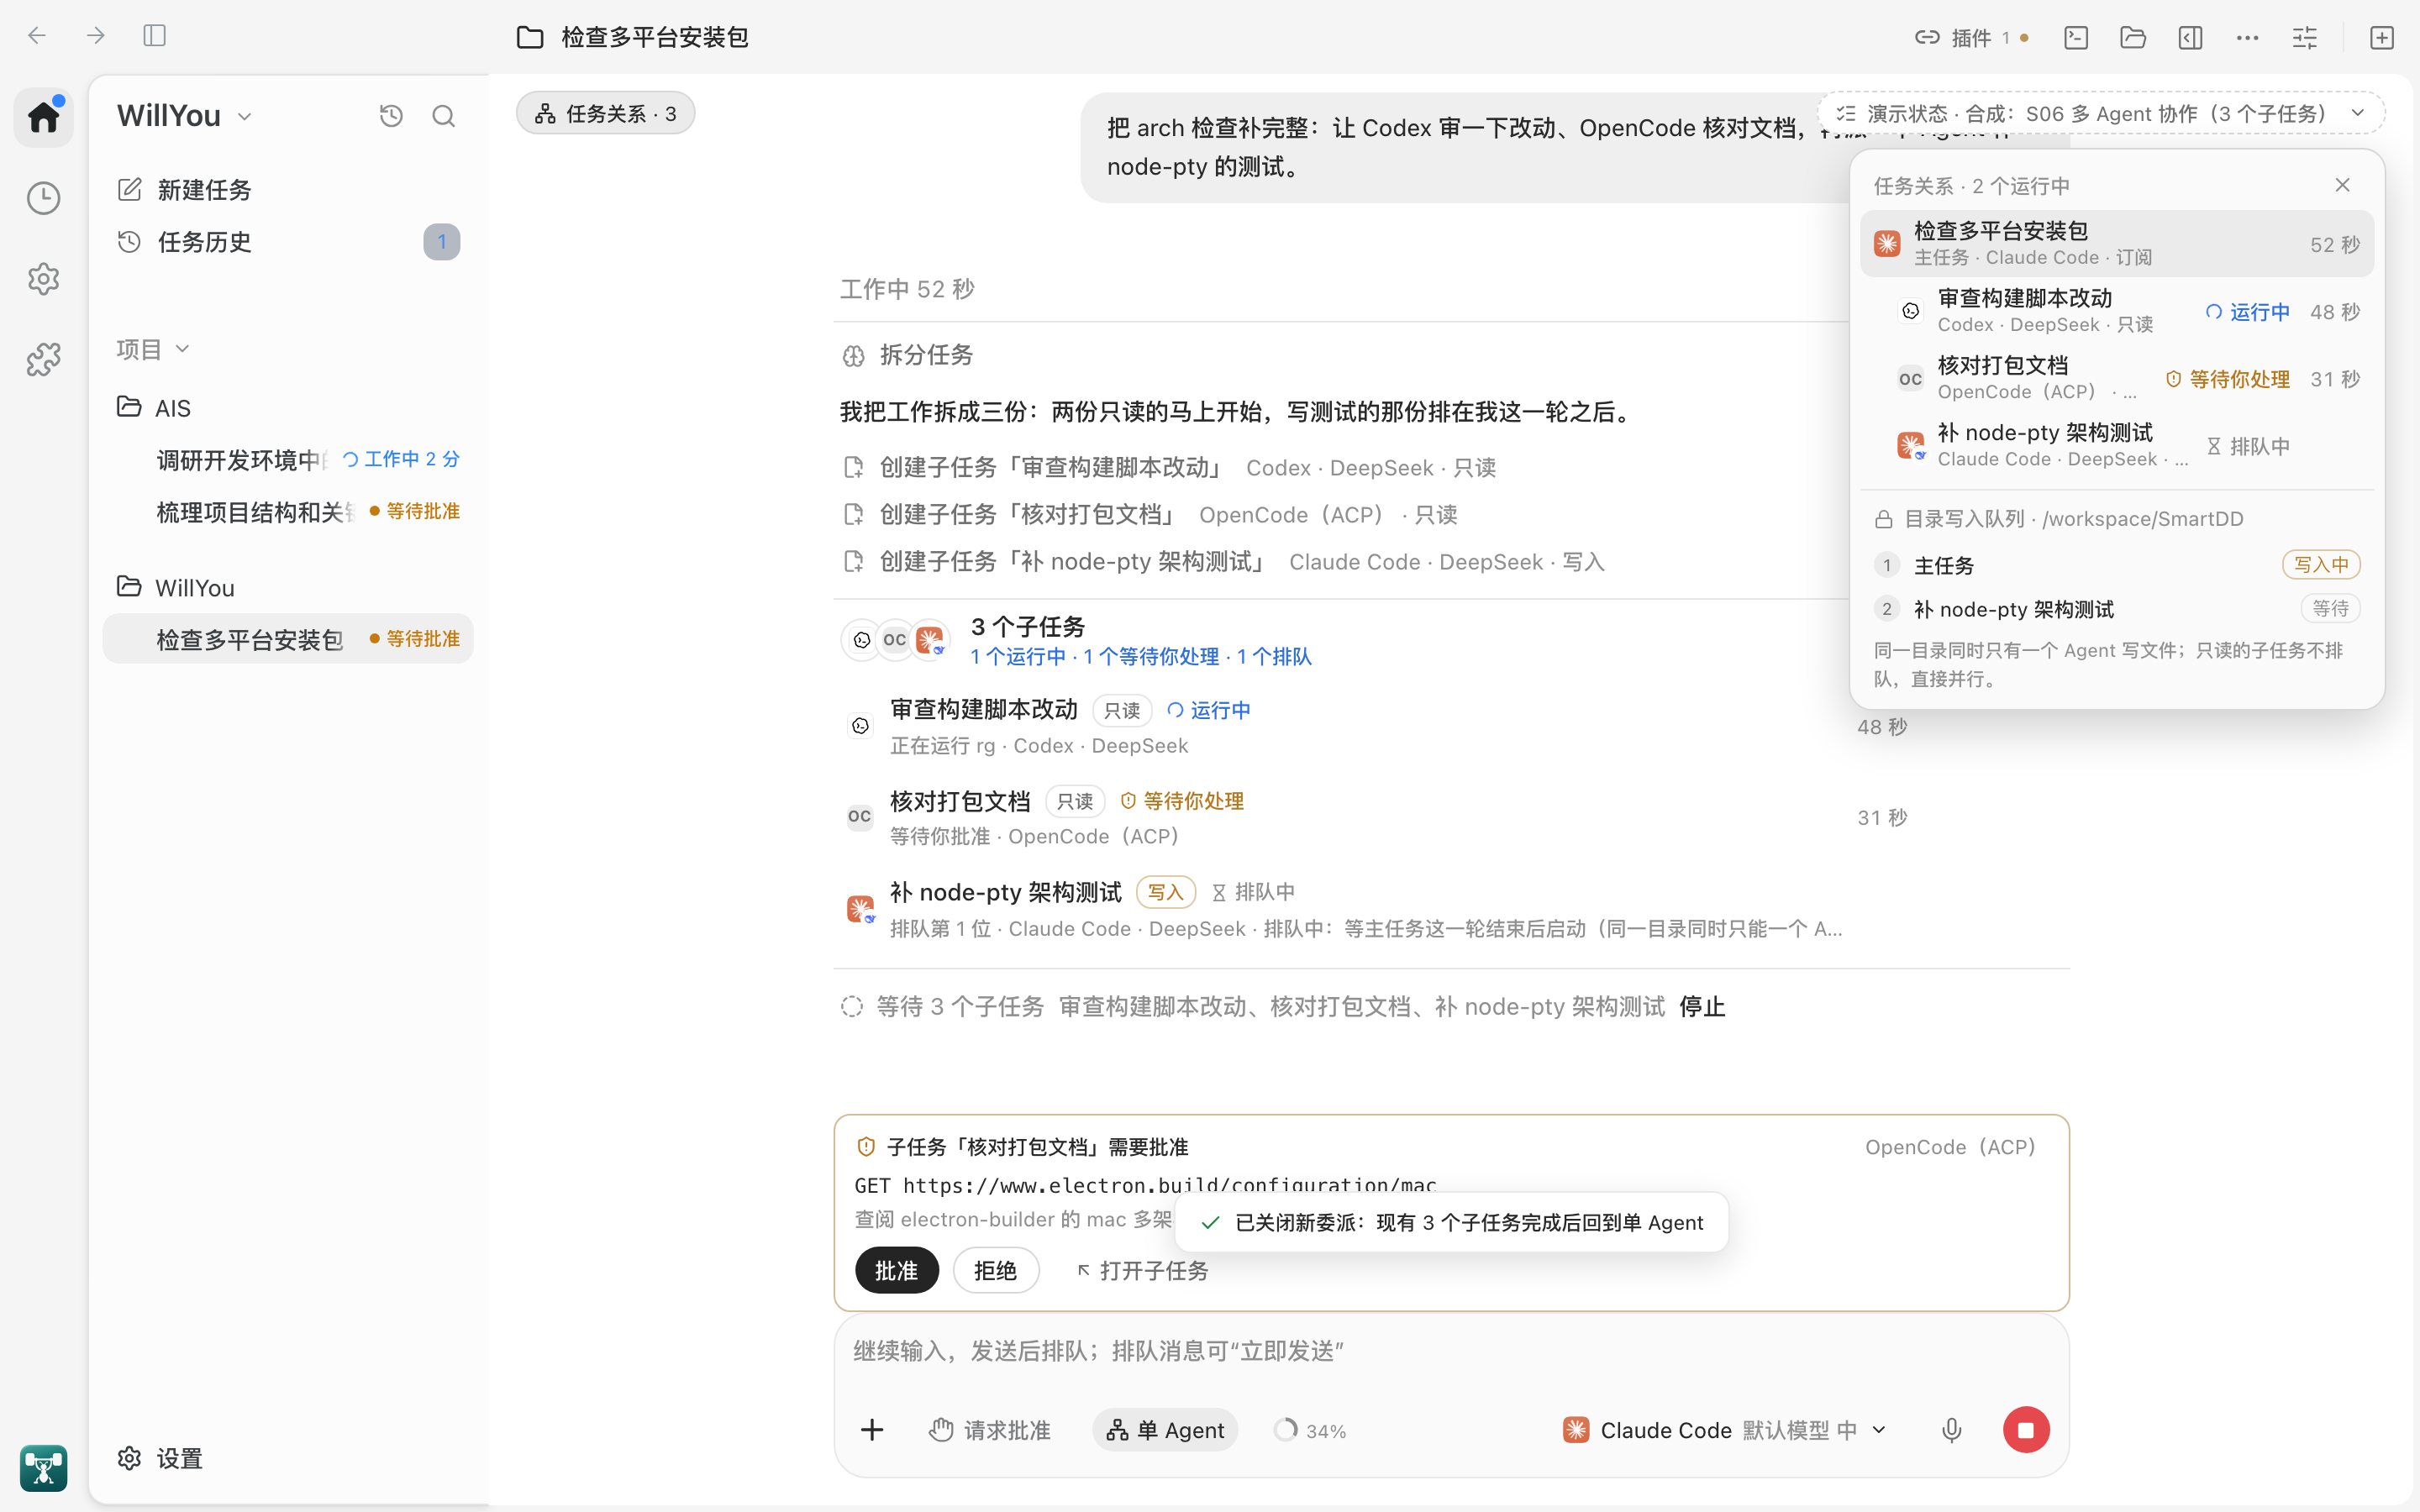 检查多平台安装包
插件 1
WillYou
新建任务
任务历史
1
项目
AIS
调研开发环境中
工作中 2 分
梳理项目结构和关
等待批准
WillYou
检查多平台安装包
等待批准
设置
任务关系 · 3
把 arch 检查补完整：让 Codex 审一下改动、OpenCode 核对文档，
node-pty 的测试。
演示状态 · 合成：S06 多 Agent 协作（3 个子任务）
工作中 52 秒
拆分任务
我把工作拆成三份：两份只读的马上开始，写测试的那份排在我这一轮之后。
创建子任务「审查构建脚本改动」 Codex · DeepSeek · 只读
创建子任务「核对打包文档」 OpenCode（ACP） · 只读
创建子任务「补 node-pty 架构测试」 Claude Code · DeepSeek · 写入
OC
3 个子任务
1 个运行中 · 1 个等待你处理 · 1 个排队
审查构建脚本改动 只读 运行中
正在运行 rg · Codex · DeepSeek
48 秒
OC
核对打包文档 只读 等待你处理
等待你批准 · OpenCode（ACP）
31 秒
补 node-pty 架构测试 写入 排队中
排队第 1 位 · Claude Code · DeepSeek · 排队中：等主任务这一轮结束后启动（同一目录同时只能一个 A...
等待 3 个子任务 审查构建脚本改动、核对打包文档、补 node-pty 架构测试 停止
任务关系 · 2 个运行中
检查多平台安装包
主任务 · Claude Code · 订阅
52 秒
审查构建脚本改动
Codex · DeepSeek · 只读
运行中 48 秒
OC
核对打包文档
OpenCode（ACP） · ...
等待你处理 31 秒
补 node-pty 架构测试
Claude Code · DeepSeek · ...
排队中
目录写入队列 · /workspace/SmartDD
1 主任务 写入中
2 补 node-pty 架构测试 等待
同一目录同时只有一个 Agent 写文件；只读的子任务不排
队，直接并行。
子任务「核对打包文档」需要批准
OpenCode（ACP）
GET https://www.electron.build/configuration/mac
查阅 electron-builder 的 mac 多架
已关闭新委派：现有 3 个子任务完成后回到单 Agent
批准 拒绝 打开子任务
继续输入，发送后排队；排队消息可“立即发送”
请求批准 单 Agent 34%
Claude Code 默认模型 中